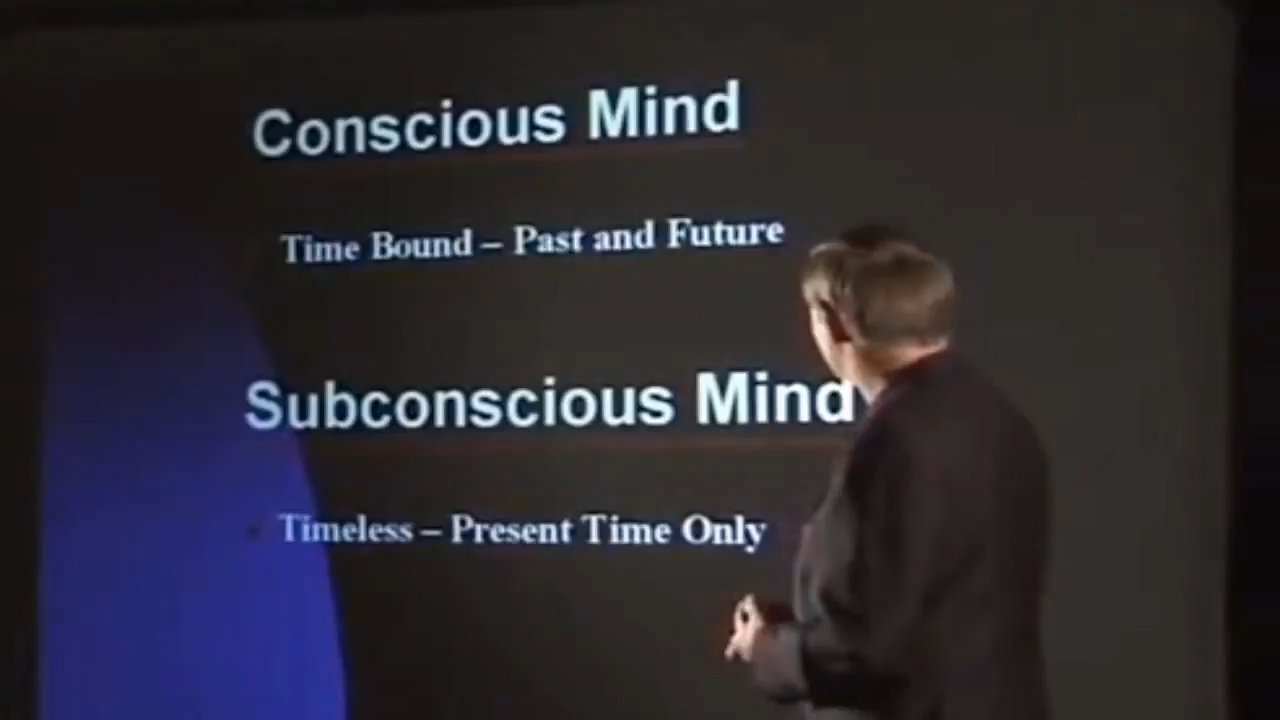 Conscious Mind
Time Bound – Past and Future
Subconscious Mind
Timeless – Present Time Only